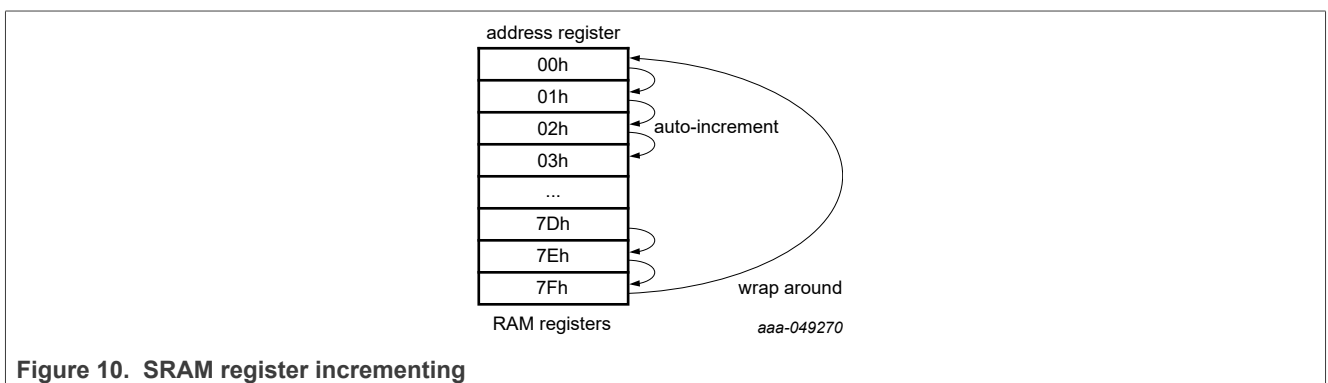 address register
00h
01h
02h
auto-increment
03h
...
7Dh
7Eh
7Fh
wrap around
RAM registers
aaa-049270
Figure 10. SRAM register incrementing